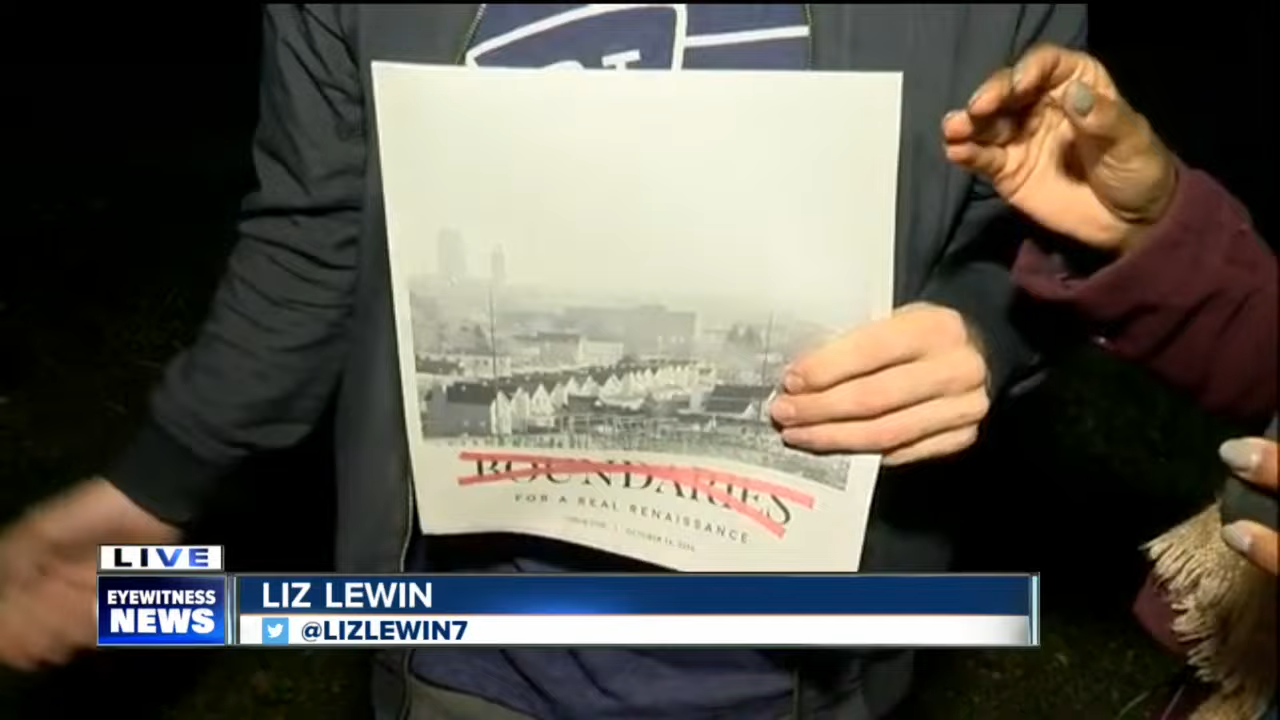 BOUNDARIES
FOR A REAL RENAISSANCE
LIVE
EYEWITNESS
NEWS
LIZ LEWIN
@LIZLEWIN7